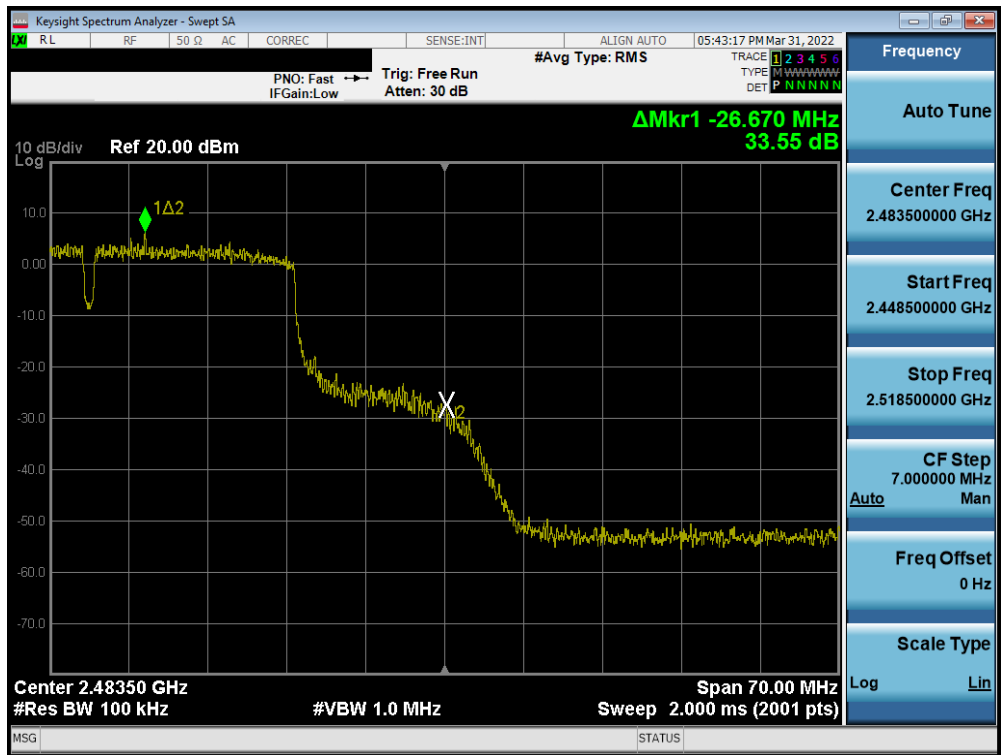 Keysight Spectrum Analyzer - Swept SA
LXI RL RF 50 Ω AC CORREC SENSE:INT ALIGN AUTO 05:43:17 PM Mar 31, 2022
PNO: Fast
IFGain:Low
Trig: Free Run
Atten: 30 dB
#Avg Type: RMS
TRACE 1 2 3 4 5 6
TYPE M WWWWW
DET P N N N N N
ΔMkr1 -26.670 MHz
33.55 dB
10 dB/div Ref 20.00 dBm
Log
10.0
0.00
-10.0
-20.0
-30.0
-40.0
-50.0
-60.0
-70.0
1Δ2
X2
Center 2.48350 GHz Span 70.00 MHz
#Res BW 100 kHz #VBW 1.0 MHz Sweep 2.000 ms (2001 pts)
MSG STATUS
Frequency
Auto Tune
Center Freq
2.483500000 GHz
Start Freq
2.448500000 GHz
Stop Freq
2.518500000 GHz
CF Step
7.000000 MHz
Auto Man
Freq Offset
0 Hz
Scale Type
Log Lin